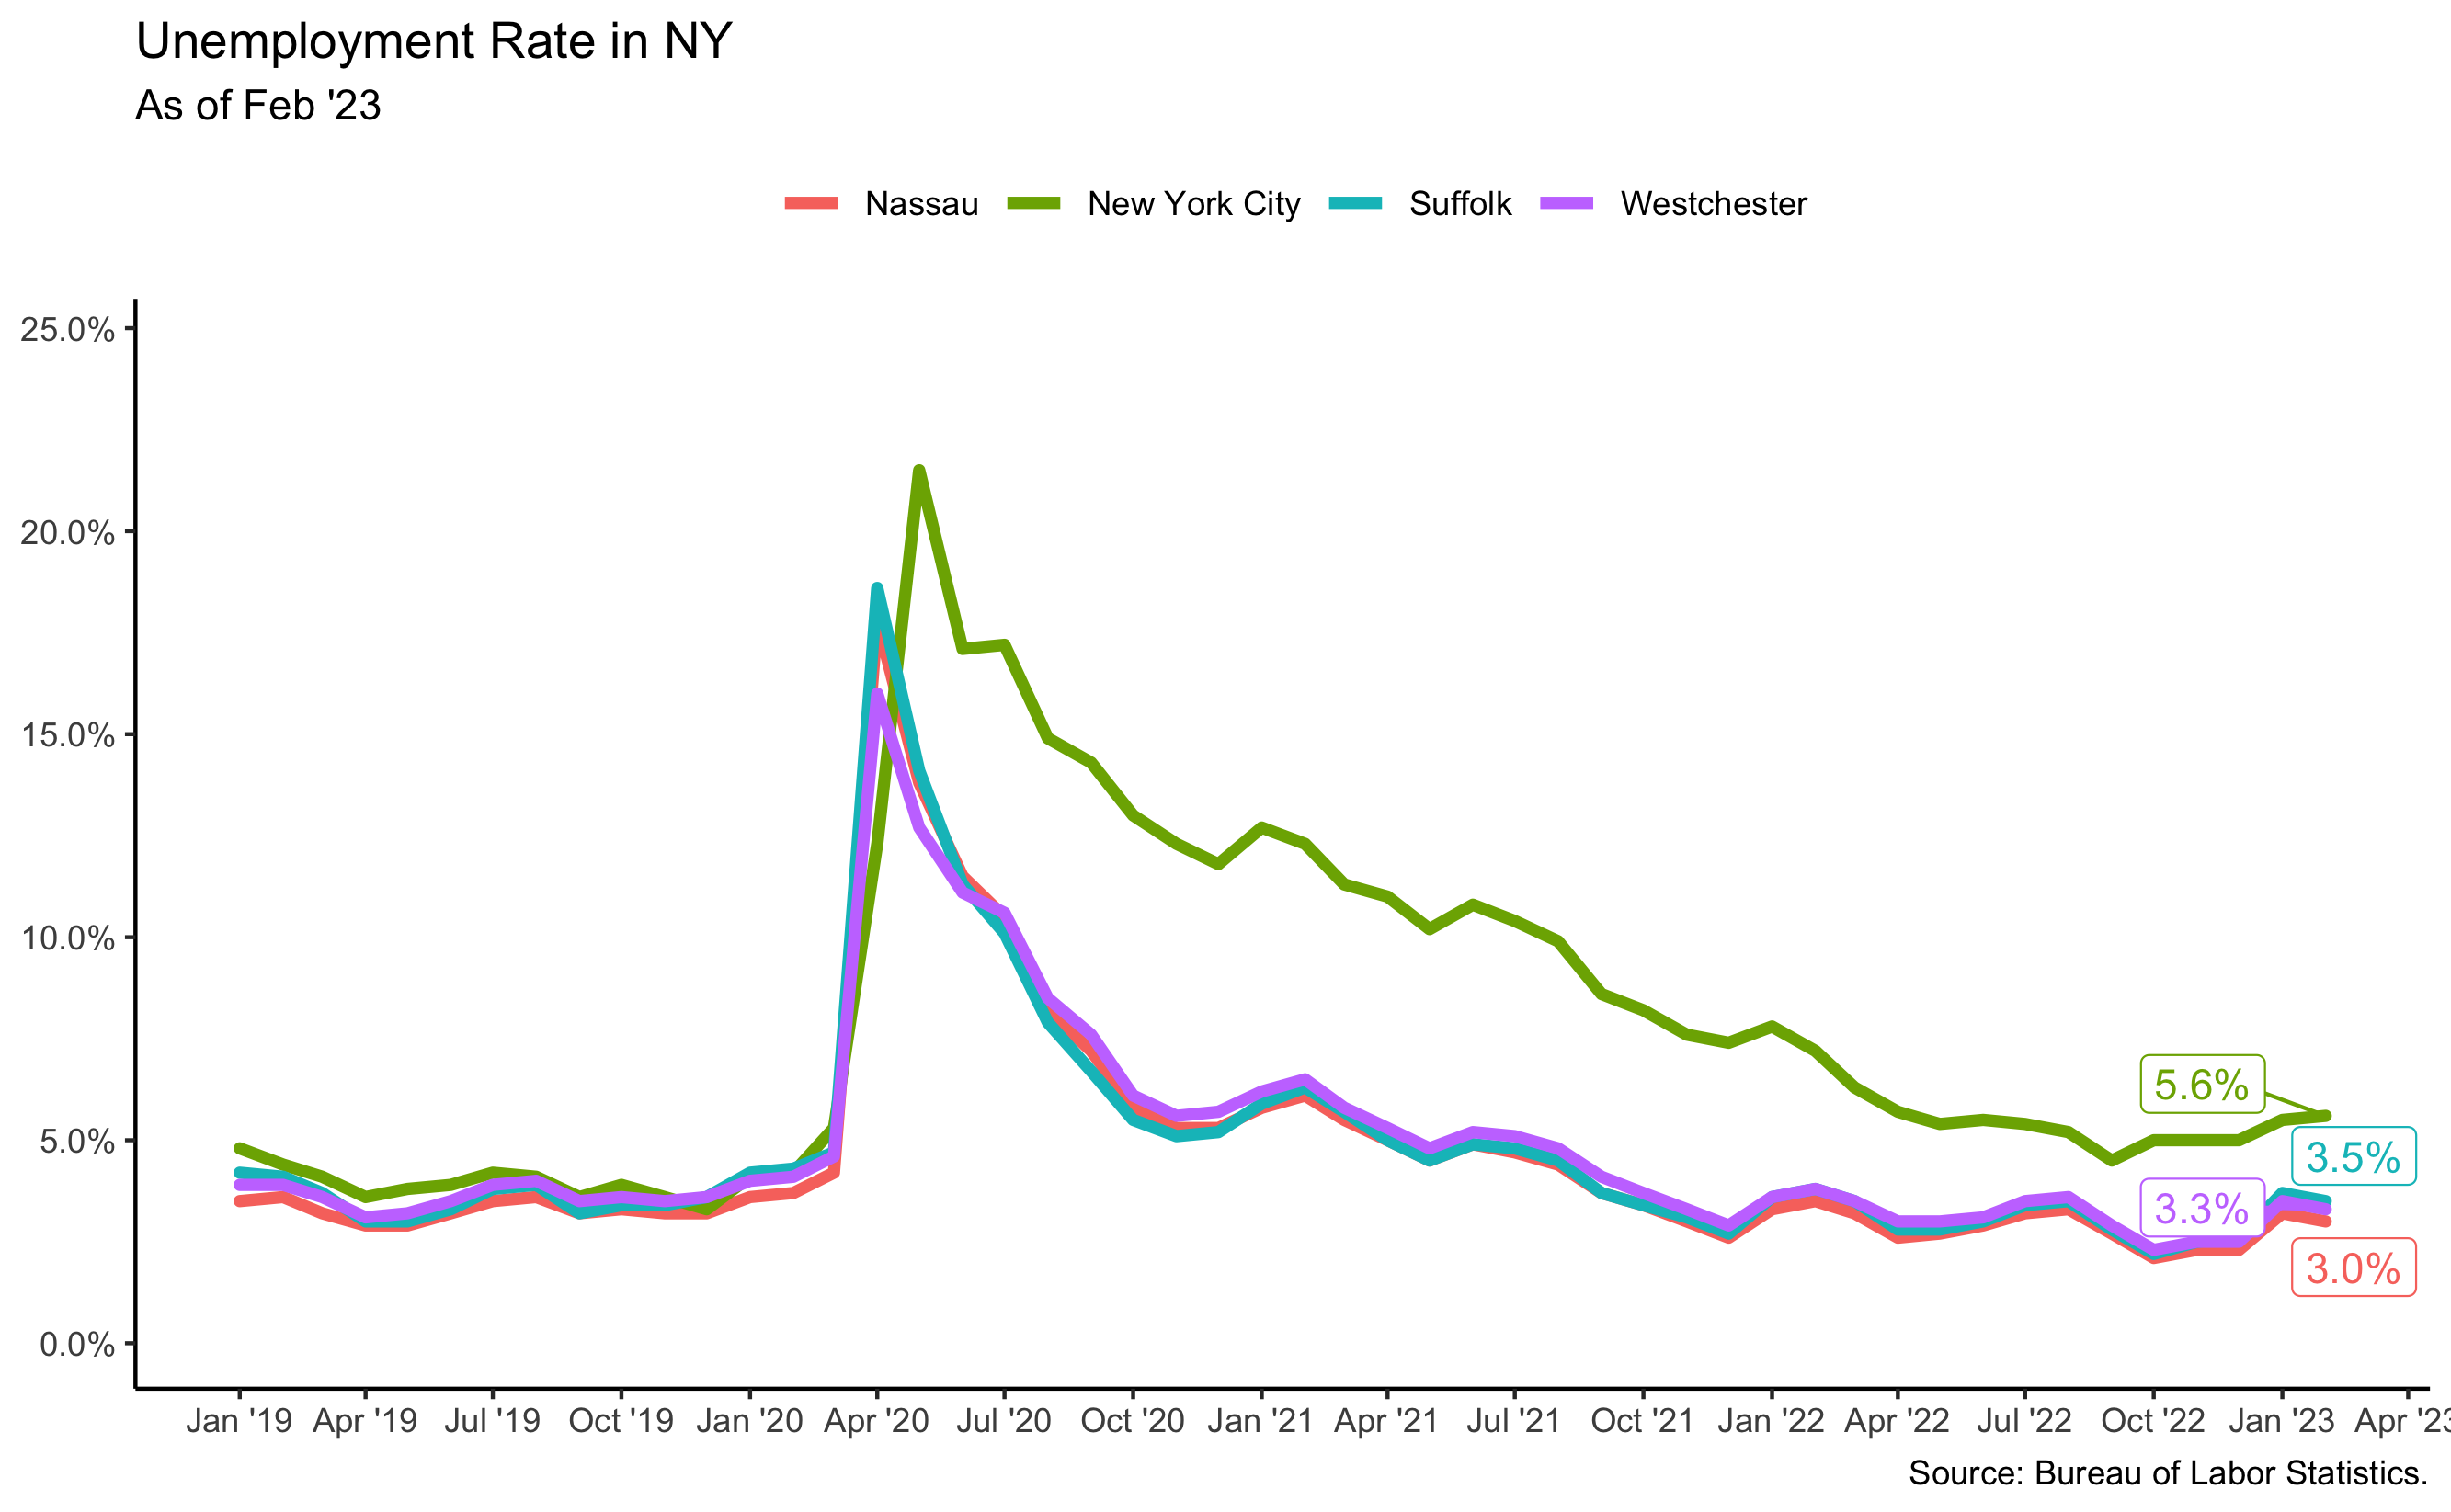 Unemployment Rate in NY
As of Feb '23
Nassau New York City Suffolk Westchester
25.0%
20.0%
15.0%
10.0%
5.0%
0.0%
5.6%
3.5%
3.3%
3.0%
Jan '19 Apr '19 Jul '19 Oct '19 Jan '20 Apr '20 Jul '20 Oct '20 Jan '21 Apr '21 Jul '21 Oct '21 Jan '22 Apr '22 Jul '22 Oct '22 Jan '23 Apr '23
Source: Bureau of Labor Statistics.